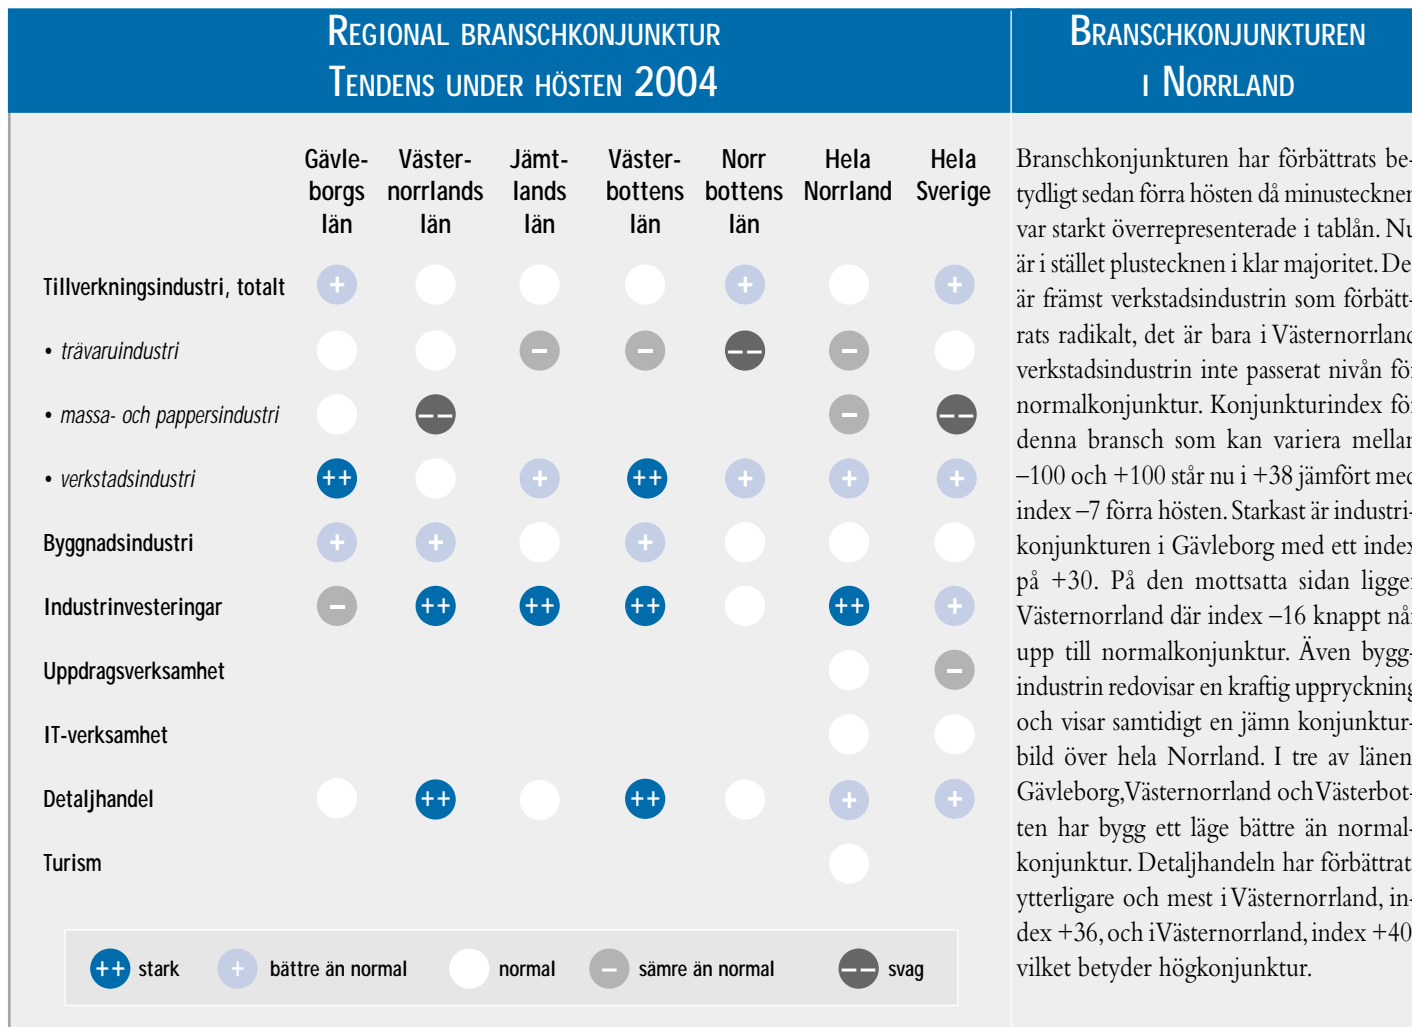 REGIONAL BRANSCHKONJUNKTUR
TENDENS UNDER HÖSTEN 2004
Gävle- Väster- Jämt- Väster- Norr Hela Hela
borgs norrlands lands bottens bottens Norrland Sverige
län län län län län
Tillverkningsindustri, totalt + + +
• trävaruindustri – – –– –
• massa- och pappersindustri –– – ––
• verkstadsindustri ++ + ++ + + +
Byggnadsindustri + + +
Industrinvesteringar – ++ ++ ++ ++ +
Uppdragsverksamhet –
IT-verksamhet
Detaljhandel ++ ++ + +
Turism
++ stark + bättre än normal normal – sämre än normal –– svag
BRANSCHKONJUNKTUREN
I NORRLAND
Branschkonjunkturen har förbättrats be-
tydligt sedan förra hösten då minustecknen
var starkt överrepresenterade i tablån. Nu
är i stället plustecknen i klar majoritet. De
är främst verkstadsindustrin som förbätt-
rats radikalt, det är bara i Västernorrland
verkstadsindustrin inte passerat nivån för
normalkonjunktur. Konjunkturindex för
denna bransch som kan variera mellan
–100 och +100 står nu i +38 jämfört med
index –7 förra hösten. Starkast är industri-
konjunkturen i Gävleborg med ett index
på +30. På den mottsatta sidan ligger
Västernorrland där index –16 knappt når
upp till normalkonjunktur. Även bygg-
industrin redovisar en kraftig uppryckning
och visar samtidigt en jämn konjunktur-
bild över hela Norrland. I tre av länen
Gävleborg,Västernorrland och Västerbot-
ten har bygg ett läge bättre än normal-
konjunktur. Detaljhandeln har förbättrat
ytterligare och mest i Västernorrland, in-
dex +36, och iVästernorrland, index +40
vilket betyder högkonjunktur.